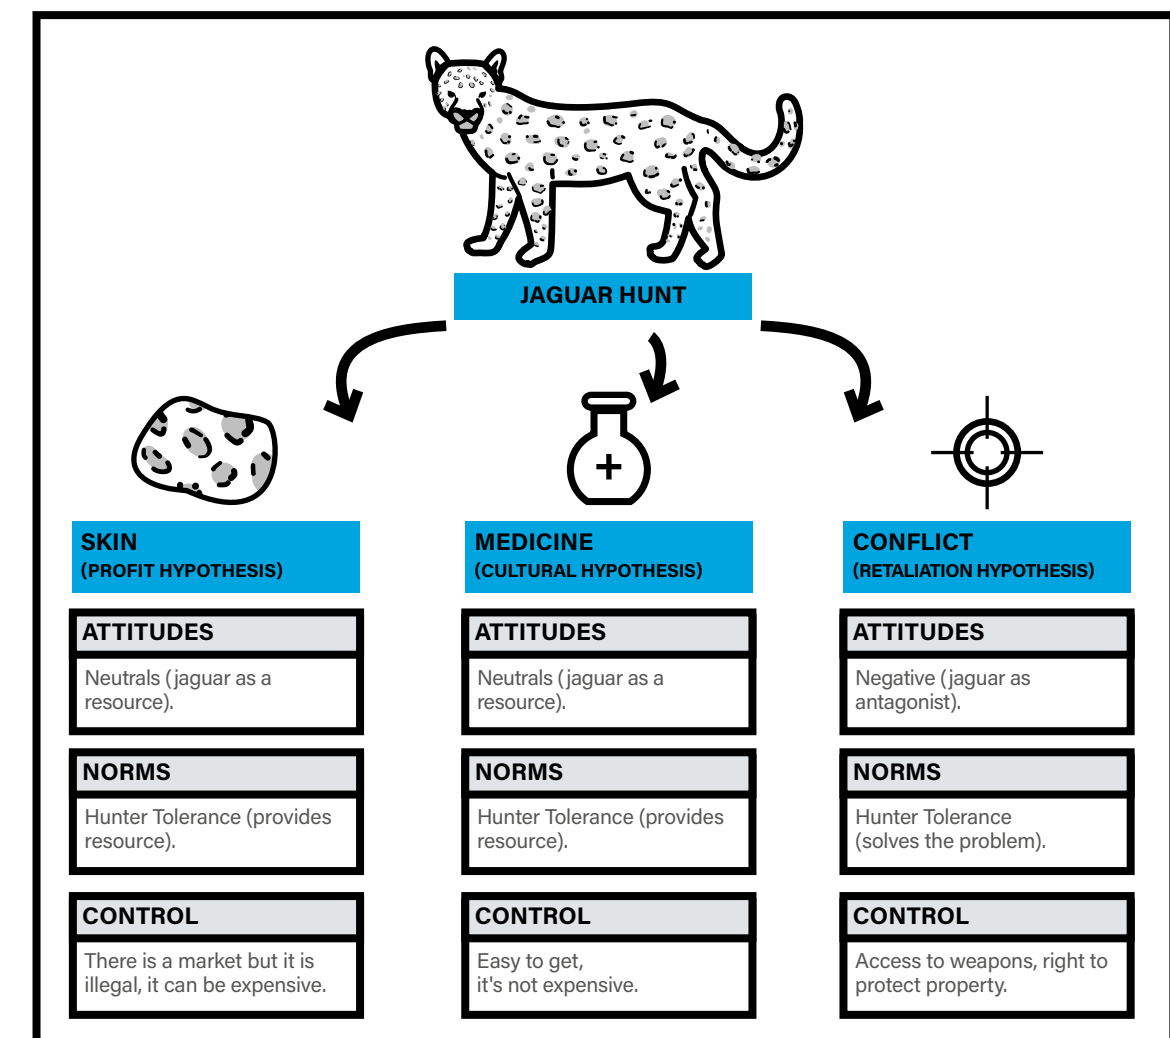 JAGUAR HUNT
SKIN
(PROFIT HYPOTHESIS)
ATTITUDES
Neutrals (jaguar as a
resource).
NORMS
Hunter Tolerance (provides
resource).
CONTROL
There is a market but it is
illegal, it can be expensive.
MEDICINE
(CULTURAL HYPOTHESIS)
ATTITUDES
Neutrals (jaguar as a
resource).
NORMS
Hunter Tolerance (provides
resource).
CONTROL
Easy to get,
it's not expensive.
CONFLICT
(RETALIATION HYPOTHESIS)
ATTITUDES
Negative (jaguar as
antagonist).
NORMS
Hunter Tolerance
(solves the problem).
CONTROL
Access to weapons, right to
protect property.